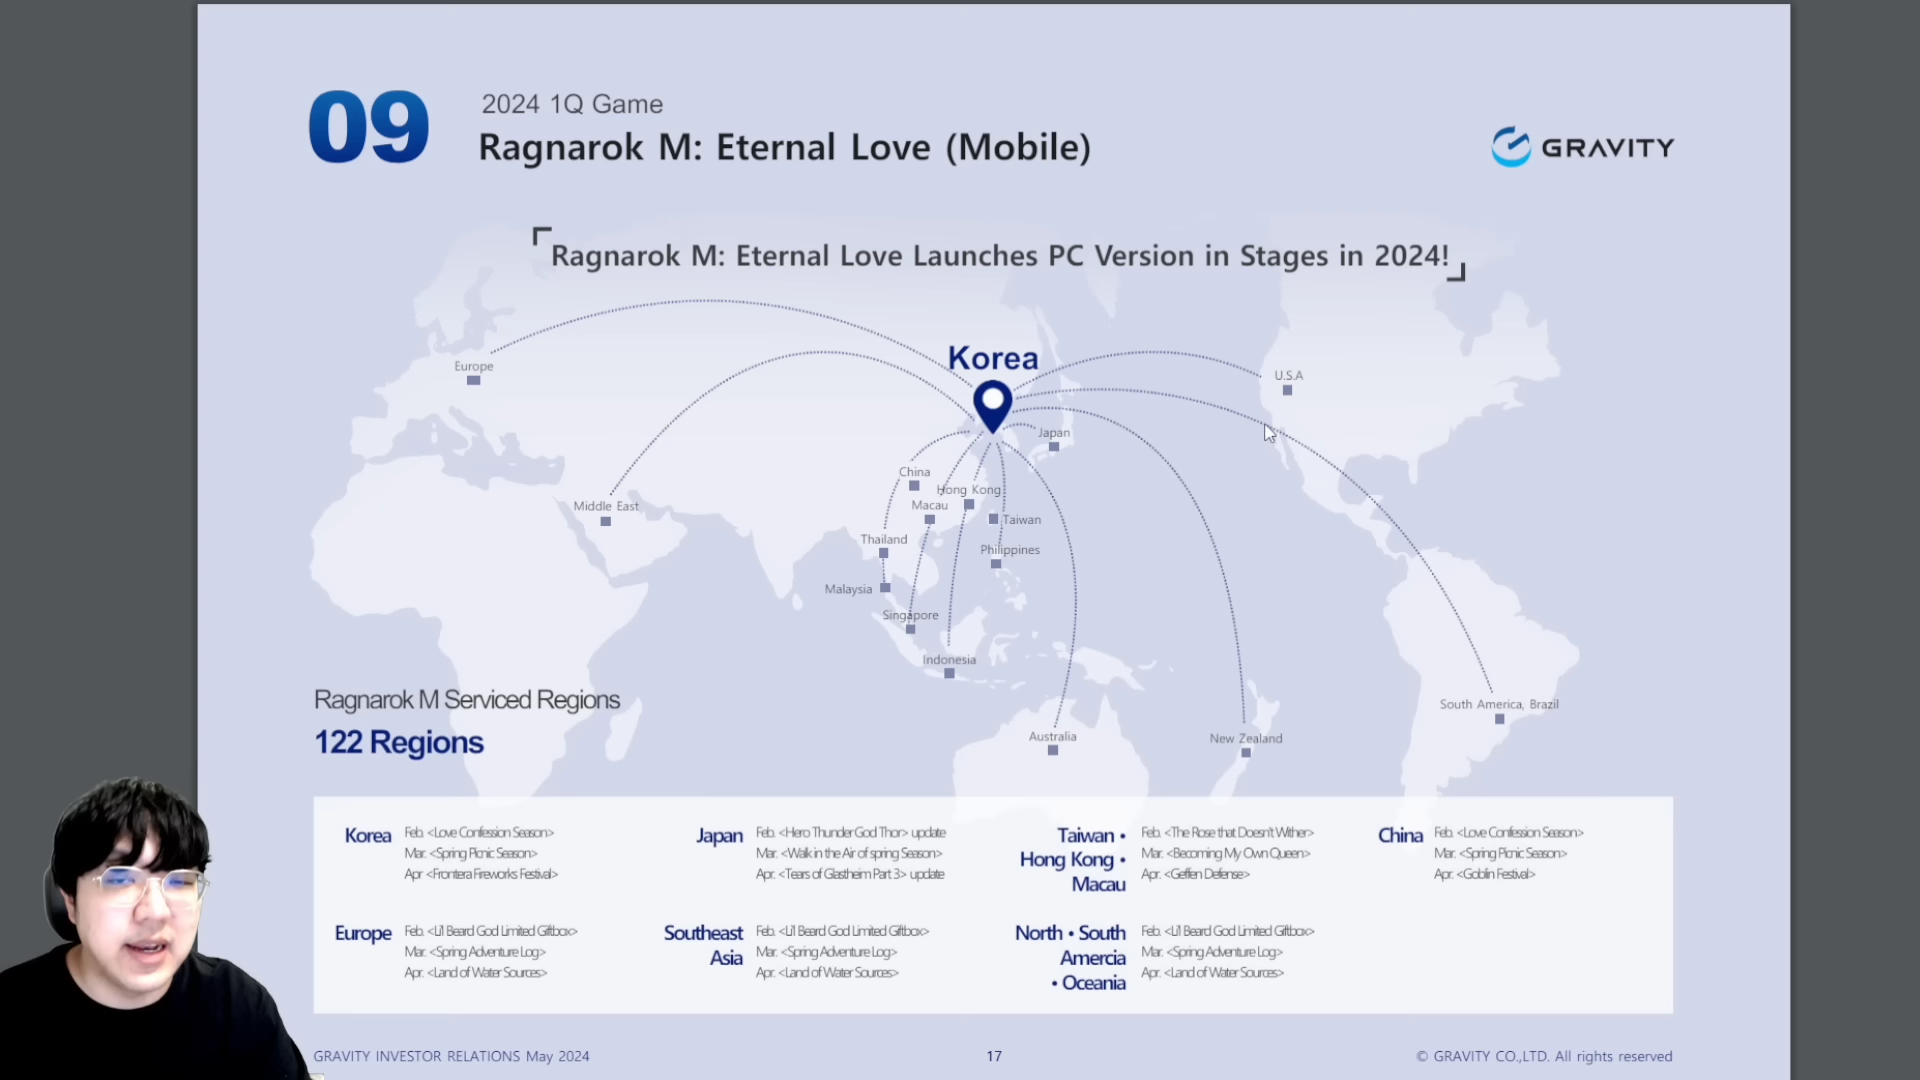 09
2024 1Q Game
Ragnarok M: Eternal Love (Mobile)
GRAVITY
「Ragnarok M: Eternal Love Launches PC Version in Stages in 2024!」
Korea
Europe
U.S.A
Japan
China
Hong Kong
Middle East
Macau
Taiwan
Thailand
Philippines
Malaysia
Singapore
Indonesia
South America, Brazil
Australia
New Zealand
Ragnarok M Serviced Regions
122 Regions
Korea
Feb. <Love Confession Season>
Mar. <Spring Picnic Season>
Apr <Frontera Fireworks Festival>
Japan
Feb. <Hero Thunder God Thor> update
Mar. <Walk in the Air of spring Season>
Apr. <Tears of Glastheim Part 3> update
Taiwan •
Hong Kong •
Macau
Feb. <The Rose that Doesn't Wither>
Mar. <Becoming My Own Queen>
Apr. <Geffen Defense>
China
Feb. <Love Confession Season>
Mar. <Spring Picnic Season>
Apr. <Goblin Festival>
Europe
Feb. <Li'l Beard God Limited Giftbox>
Mar. <Spring Adventure Log>
Apr. <Land of Water Sources>
Southeast
Asia
Feb. <Li'l Beard God Limited Giftbox>
Mar. <Spring Adventure Log>
Apr. <Land of Water Sources>
North • South
Amercia
• Oceania
Feb. <Li'l Beard God Limited Giftbox>
Mar. <Spring Adventure Log>
Apr. <Land of Water Sources>
GRAVITY INVESTOR RELATIONS May 2024
17
© GRAVITY CO.,LTD. All rights reserved